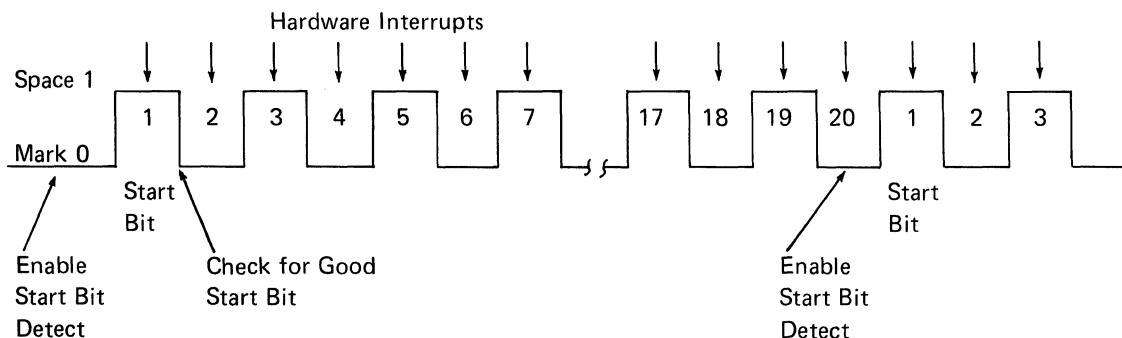 Hardware Interrupts
Space 1
1 2 3 4 5 6 7 17 18 19 20 1 2 3
Mark 0
Start
Bit
Start
Bit
Enable
Start Bit
Detect
Check for Good
Start Bit
Enable
Start Bit
Detect